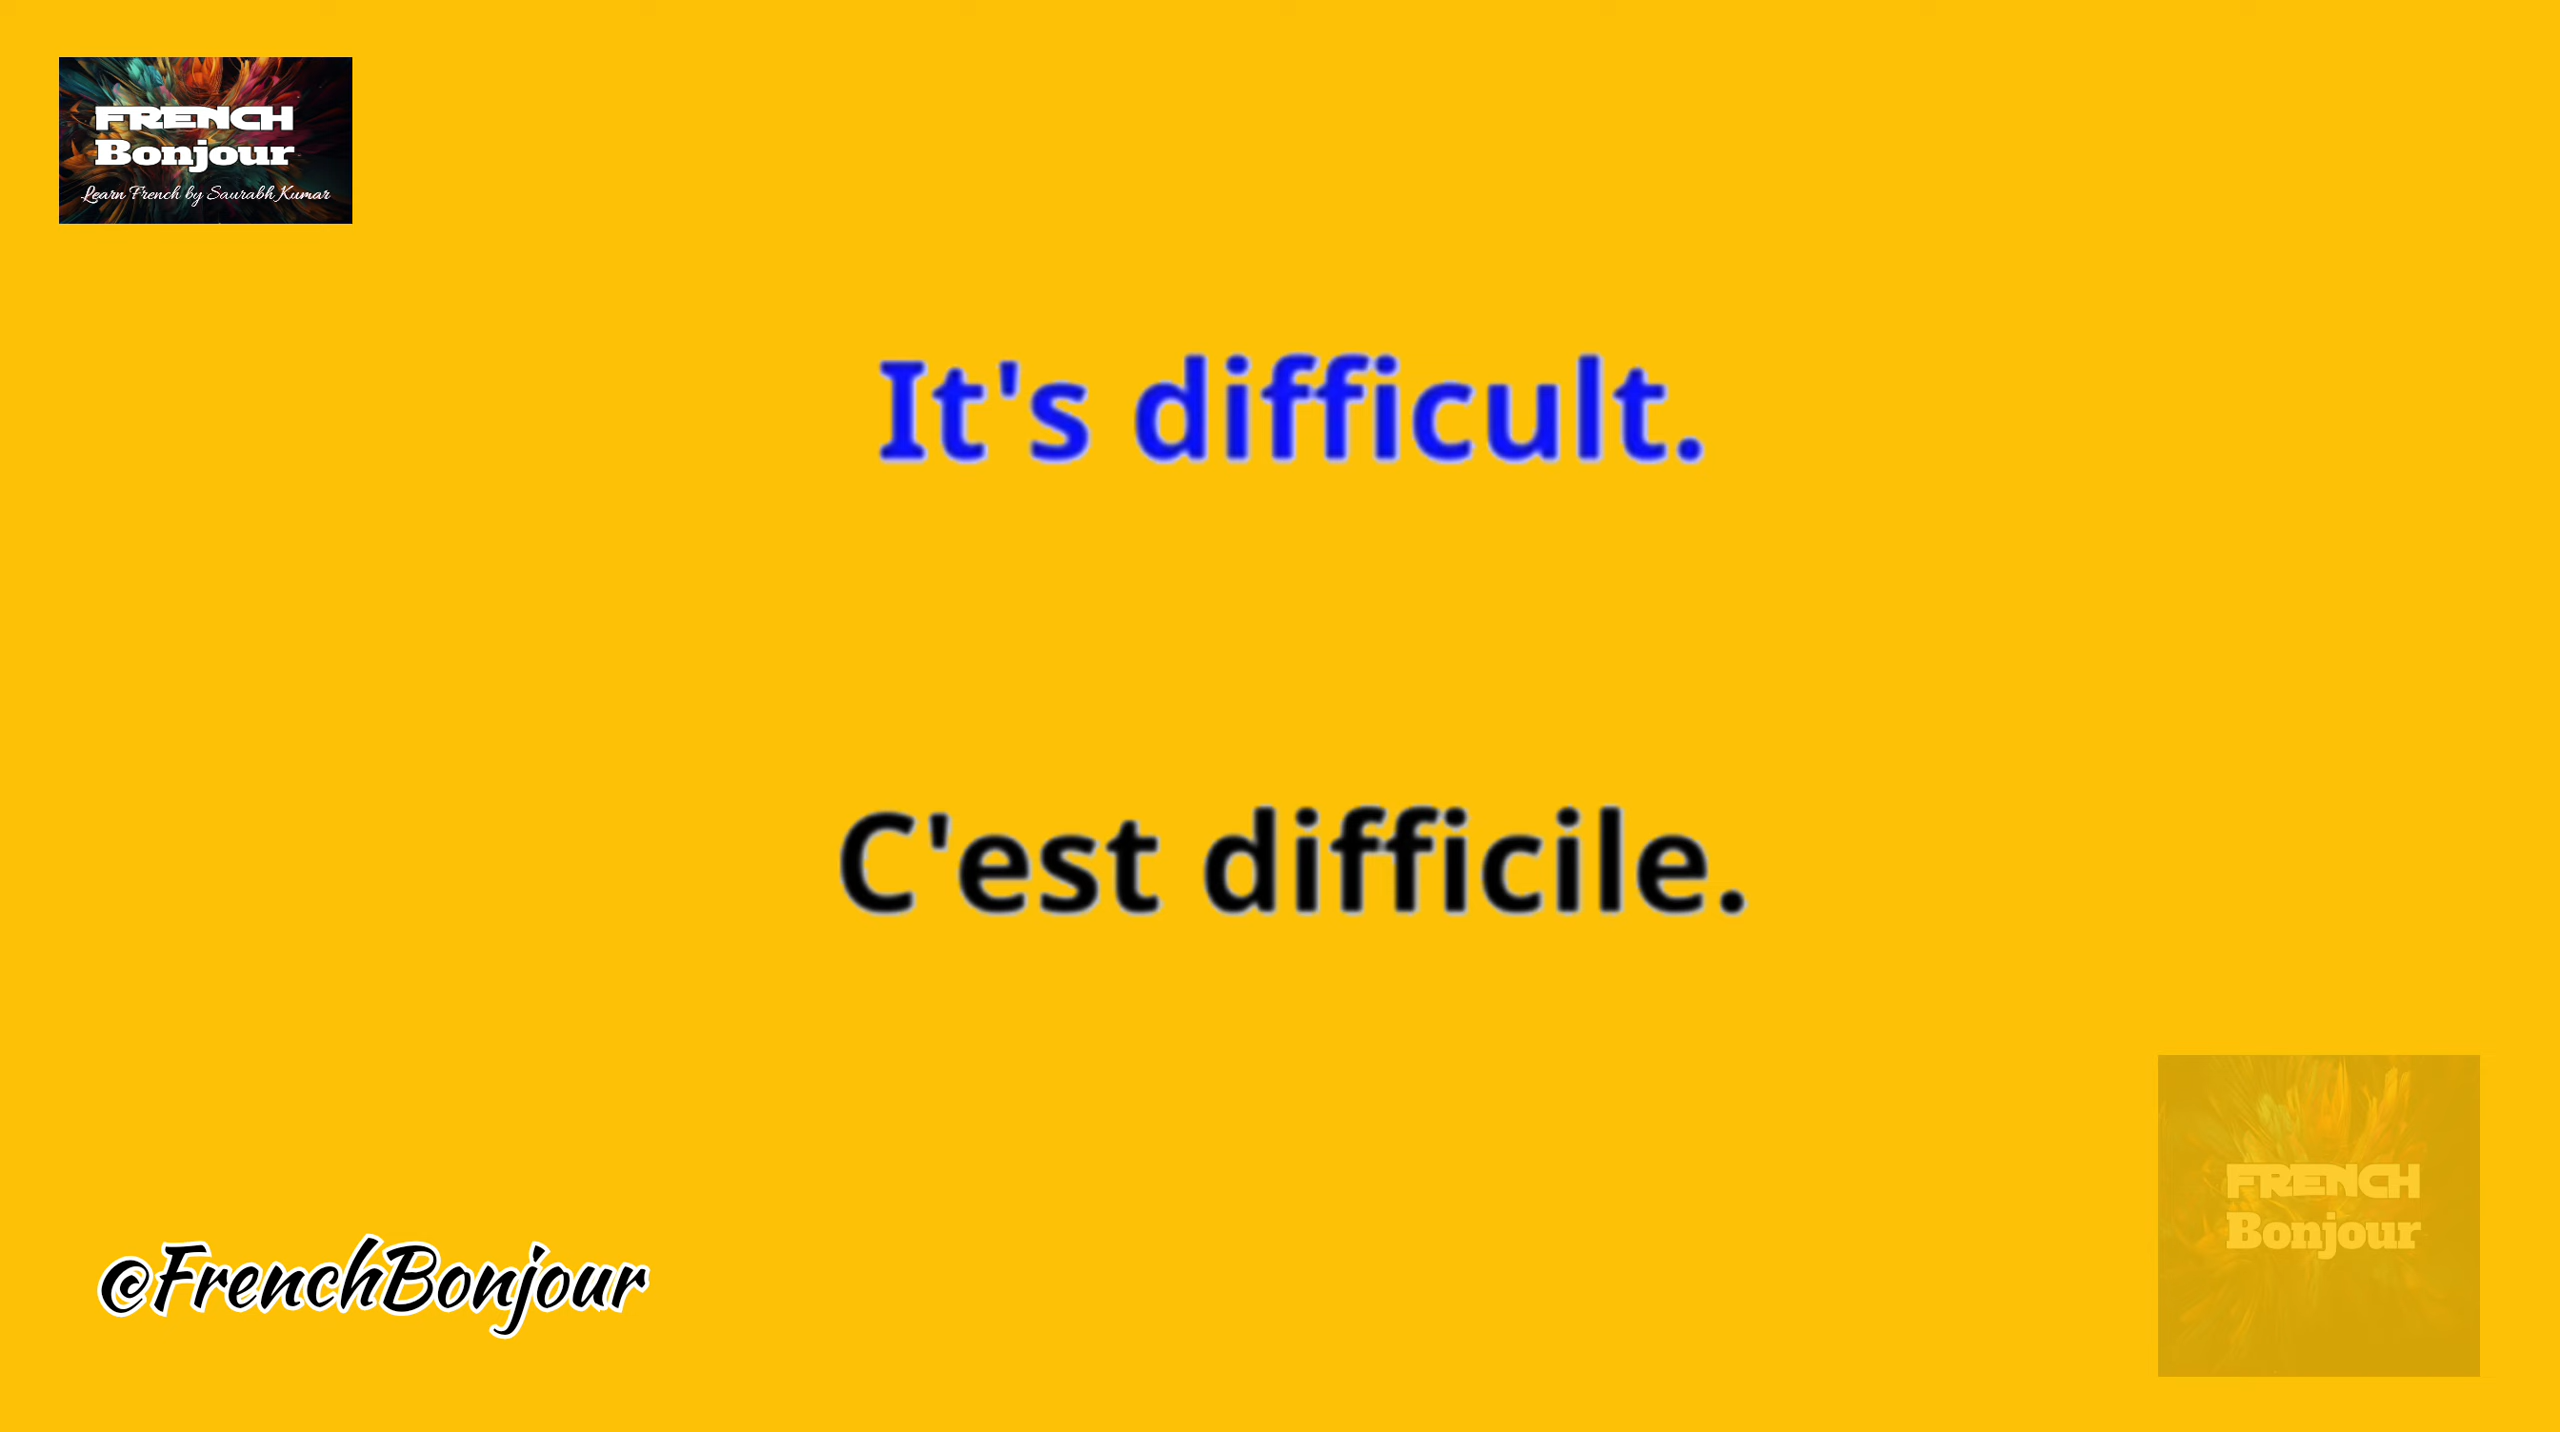 FRENCH
Bonjour
Learn French by Saurabh Kumar
It's difficult.
C'est difficile.
FRENCH
Bonjour
@FrenchBonjour